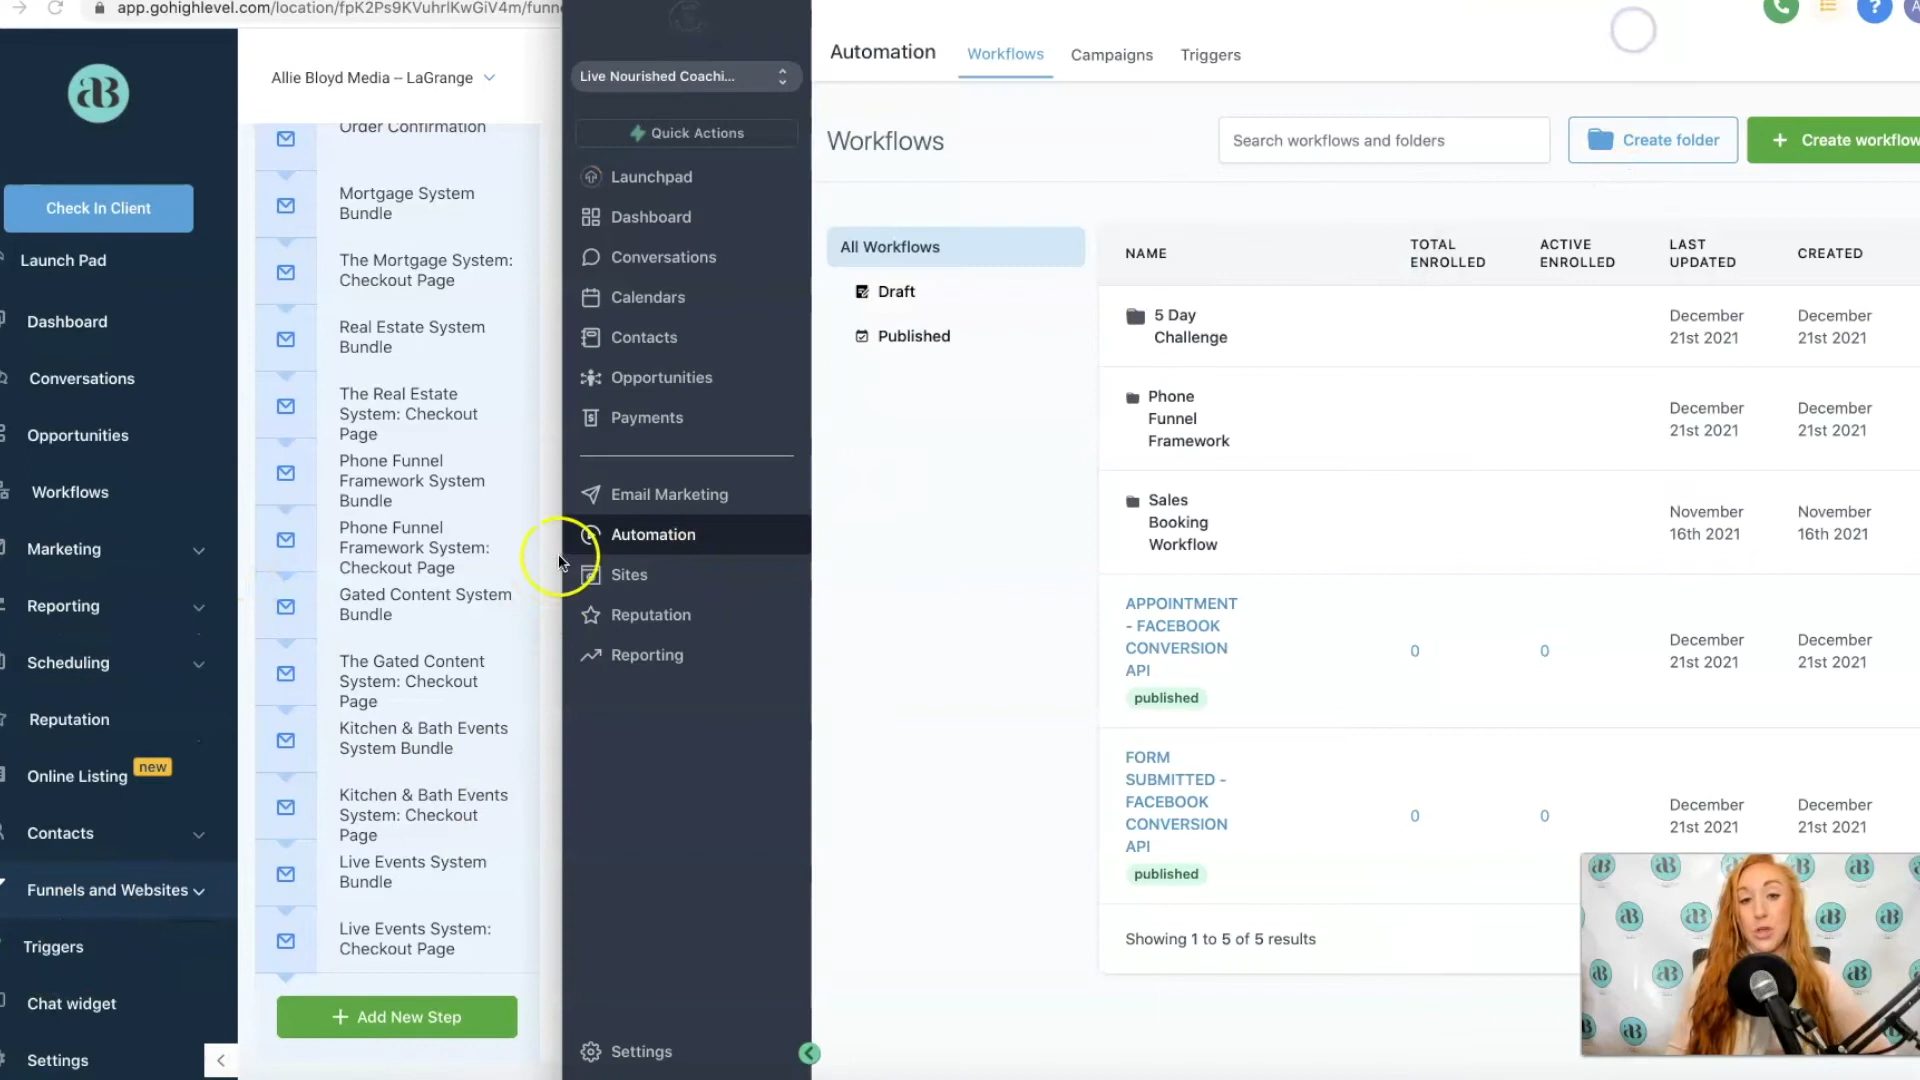 app.gohighlevel.com/location/fpK2Ps9KVuhrlKwGiV4m/funne
Check In Client
Launch Pad
Dashboard
Conversations
Opportunities
Workflows
Marketing
Reporting
Scheduling
Reputation
Online Listing new
Contacts
Funnels and Websites
Triggers
Chat widget
Settings
Allie Bloyd Media – LaGrange
Order Confirmation
Mortgage System
Bundle
The Mortgage System:
Checkout Page
Real Estate System
Bundle
The Real Estate
System: Checkout
Page
Phone Funnel
Framework System
Bundle
Phone Funnel
Framework System:
Checkout Page
Gated Content System
Bundle
The Gated Content
System: Checkout
Page
Kitchen & Bath Events
System Bundle
Kitchen & Bath Events
System: Checkout
Page
Live Events System
Bundle
Live Events System:
Checkout Page
+ Add New Step
Live Nourished Coachi...
Quick Actions
Launchpad
Dashboard
Conversations
Calendars
Contacts
Opportunities
Payments
Email Marketing
Automation
Sites
Reputation
Reporting
Settings
Automation Workflows Campaigns Triggers
Workflows
Search workflows and folders
Create folder
+ Create workflow
All Workflows
Draft
Published
NAME
TOTAL
ENROLLED
ACTIVE
ENROLLED
LAST
UPDATED
CREATED
5 Day
Challenge
December
21st 2021
December
21st 2021
Phone
Funnel
Framework
December
21st 2021
December
21st 2021
Sales
Booking
Workflow
November
16th 2021
November
16th 2021
APPOINTMENT
- FACEBOOK
CONVERSION
API
published
0
0
December
21st 2021
December
21st 2021
FORM
SUBMITTED -
FACEBOOK
CONVERSION
API
published
0
0
December
21st 2021
December
21st 2021
Showing 1 to 5 of 5 results